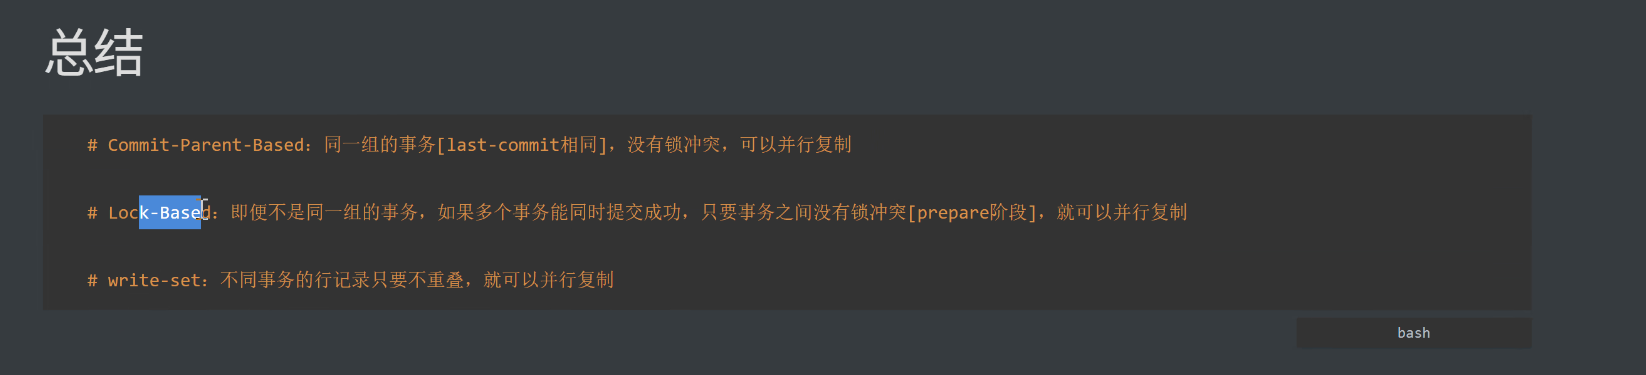 总结
# Commit-Parent-Based：同一组的事务[last-commit相同]，没有锁冲突，可以并行复制
# Lock-Based：即便不是同一组的事务，如果多个事务能同时提交成功，只要事务之间没有锁冲突[prepare阶段]，就可以并行复制
# write-set：不同事务的行记录只要不重叠，就可以并行复制
bash